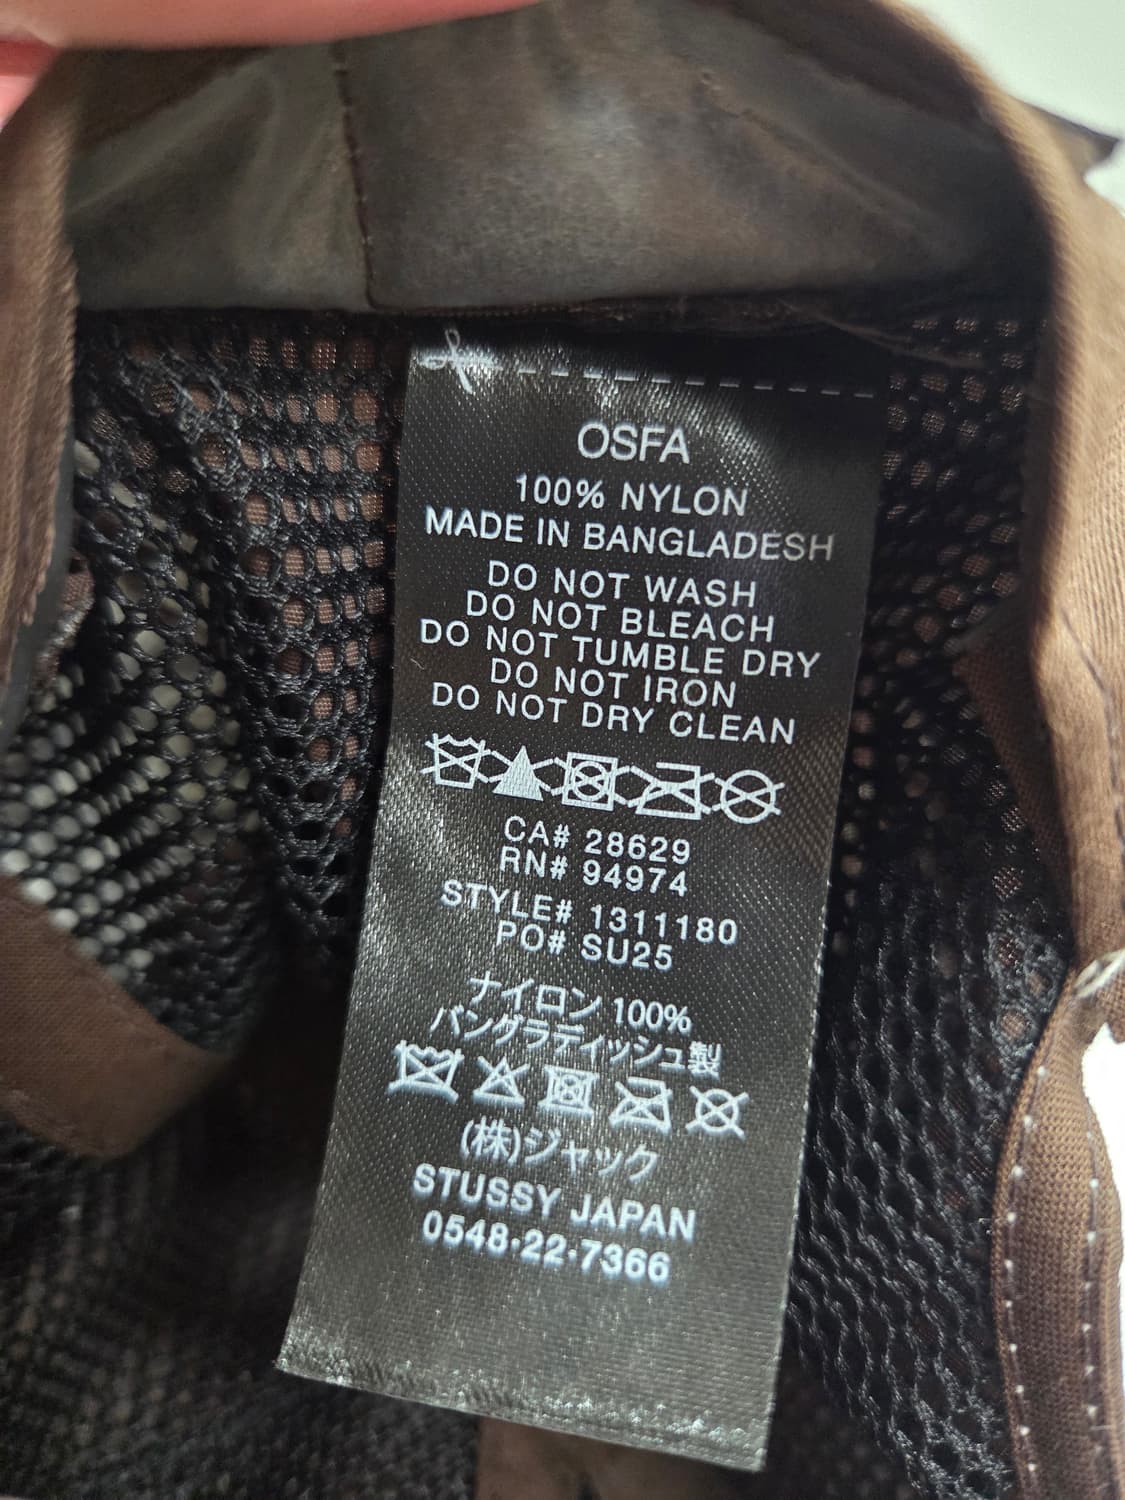 OSFA
100% NYLON
MADE IN BANGLADESH
DO NOT WASH
DO NOT BLEACH
DO NOT TUMBLE DRY
DO NOT IRON
DO NOT DRY CLEAN
CA# 28629
RN# 94974
STYLE# 1311180
PO# SU25
ナイロン 100%
バングラディッシュ製
(株)ジャック
STUSSY JAPAN
0548·22·7366